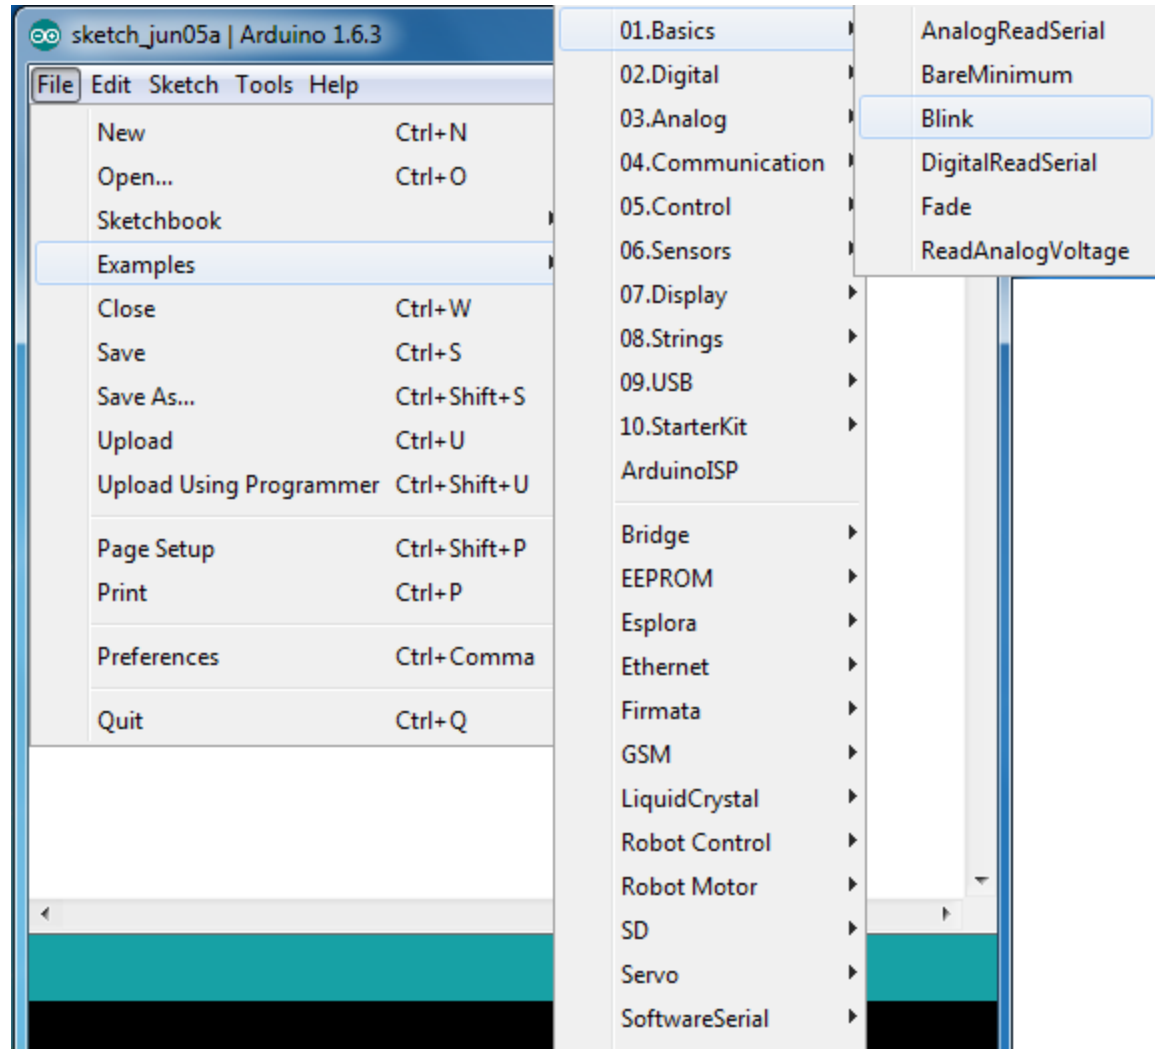 sketch_jun05a | Arduino 1.6.3
File Edit Sketch Tools Help
New Ctrl+N
Open... Ctrl+O
Sketchbook
Examples
Close Ctrl+W
Save Ctrl+S
Save As... Ctrl+Shift+S
Upload Ctrl+U
Upload Using Programmer Ctrl+Shift+U
Page Setup Ctrl+Shift+P
Print Ctrl+P
Preferences Ctrl+Comma
Quit Ctrl+Q
01.Basics
02.Digital
03.Analog
04.Communication
05.Control
06.Sensors
07.Display
08.Strings
09.USB
10.StarterKit
ArduinoISP
Bridge
EEPROM
Esplora
Ethernet
Firmata
GSM
LiquidCrystal
Robot Control
Robot Motor
SD
Servo
SoftwareSerial
AnalogReadSerial
BareMinimum
Blink
DigitalReadSerial
Fade
ReadAnalogVoltage